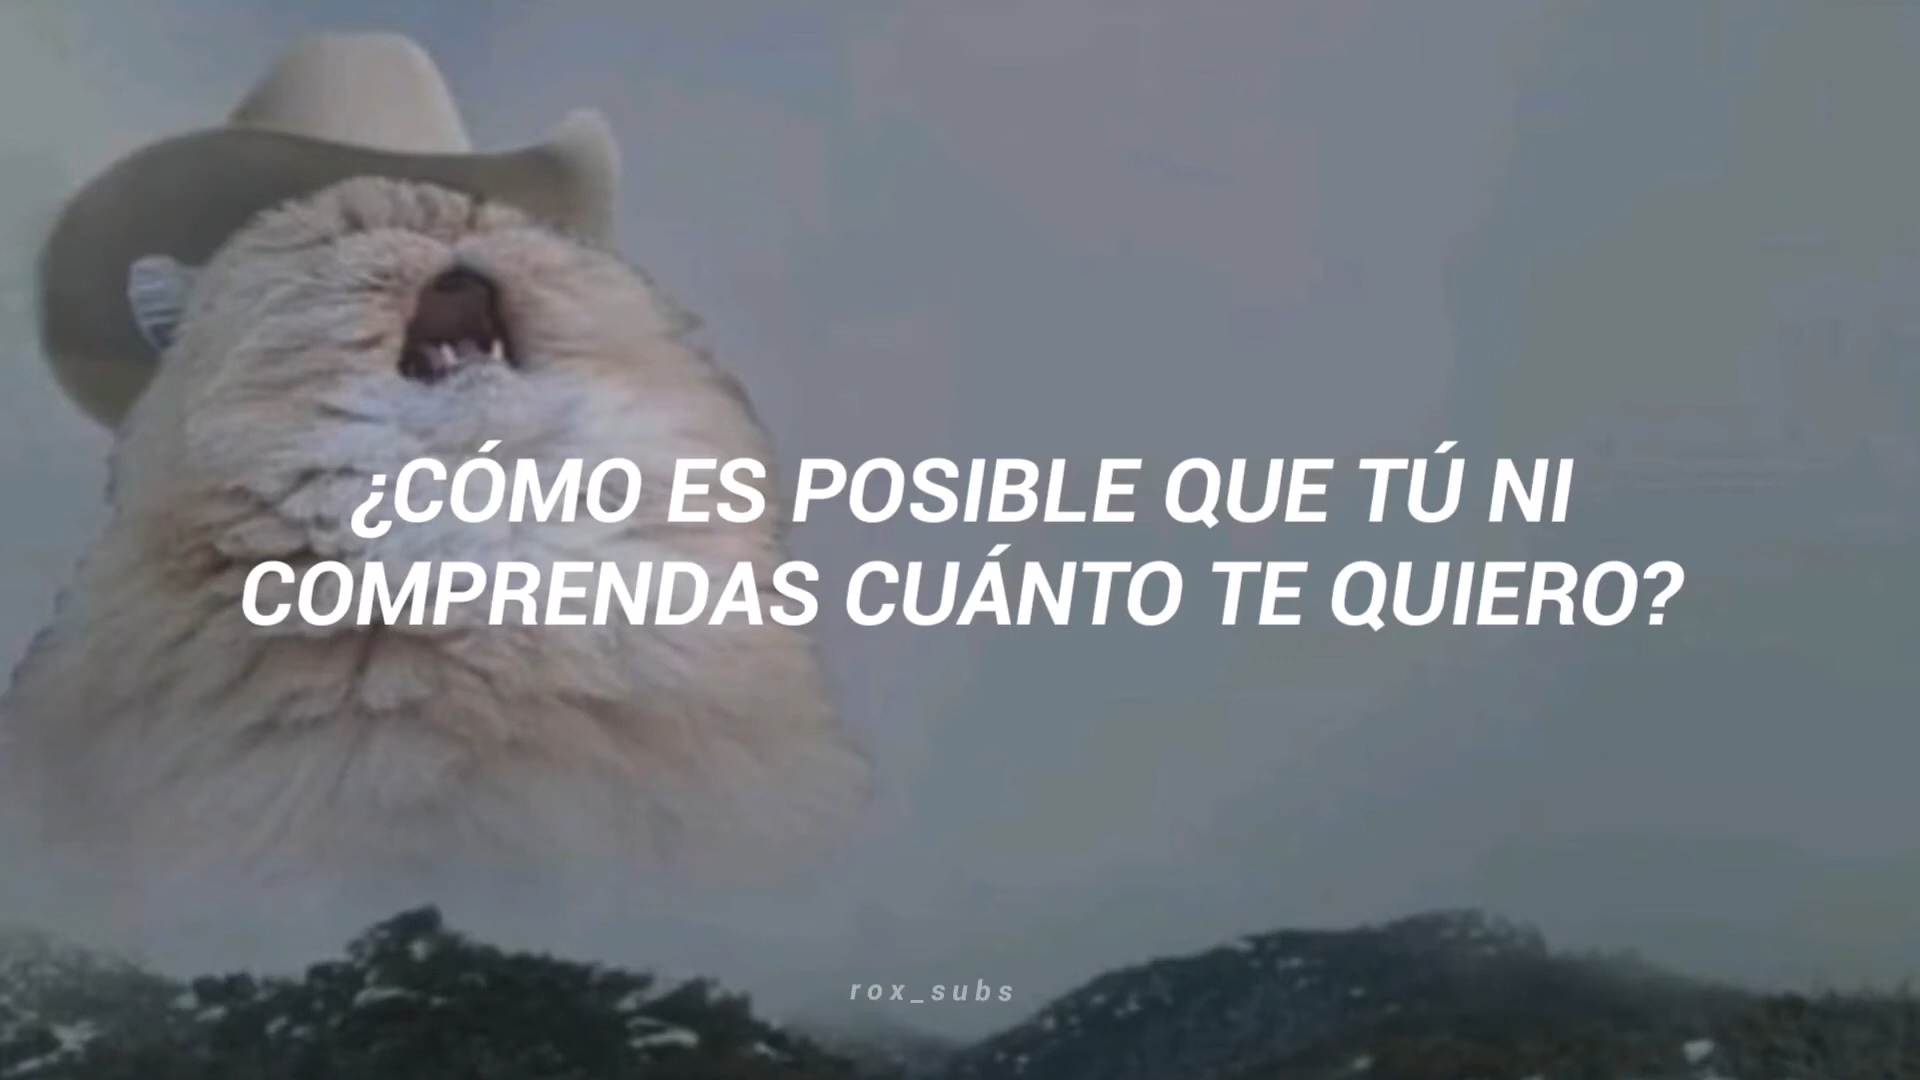 ¿CÓMO ES POSIBLE QUE TÚ NI
COMPRENDAS CUÁNTO TE QUIERO?
rox_subs